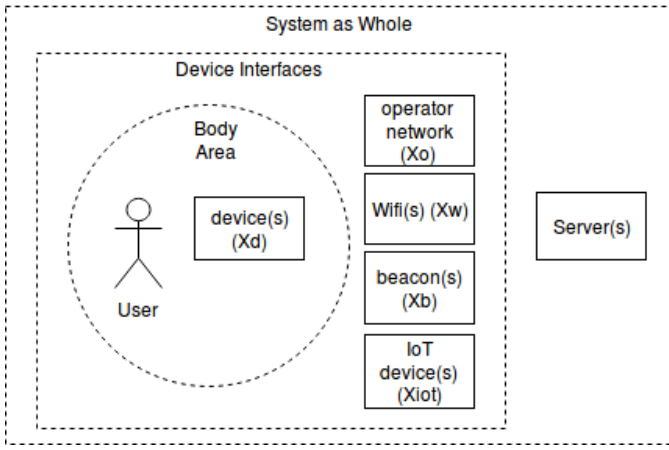 System as Whole
Device Interfaces
Body
Area
User
device(s)
(Xd)
operator
network
(Xo)
Wifi(s) (Xw)
beacon(s)
(Xb)
IoT
device(s)
(Xiot)
Server(s)